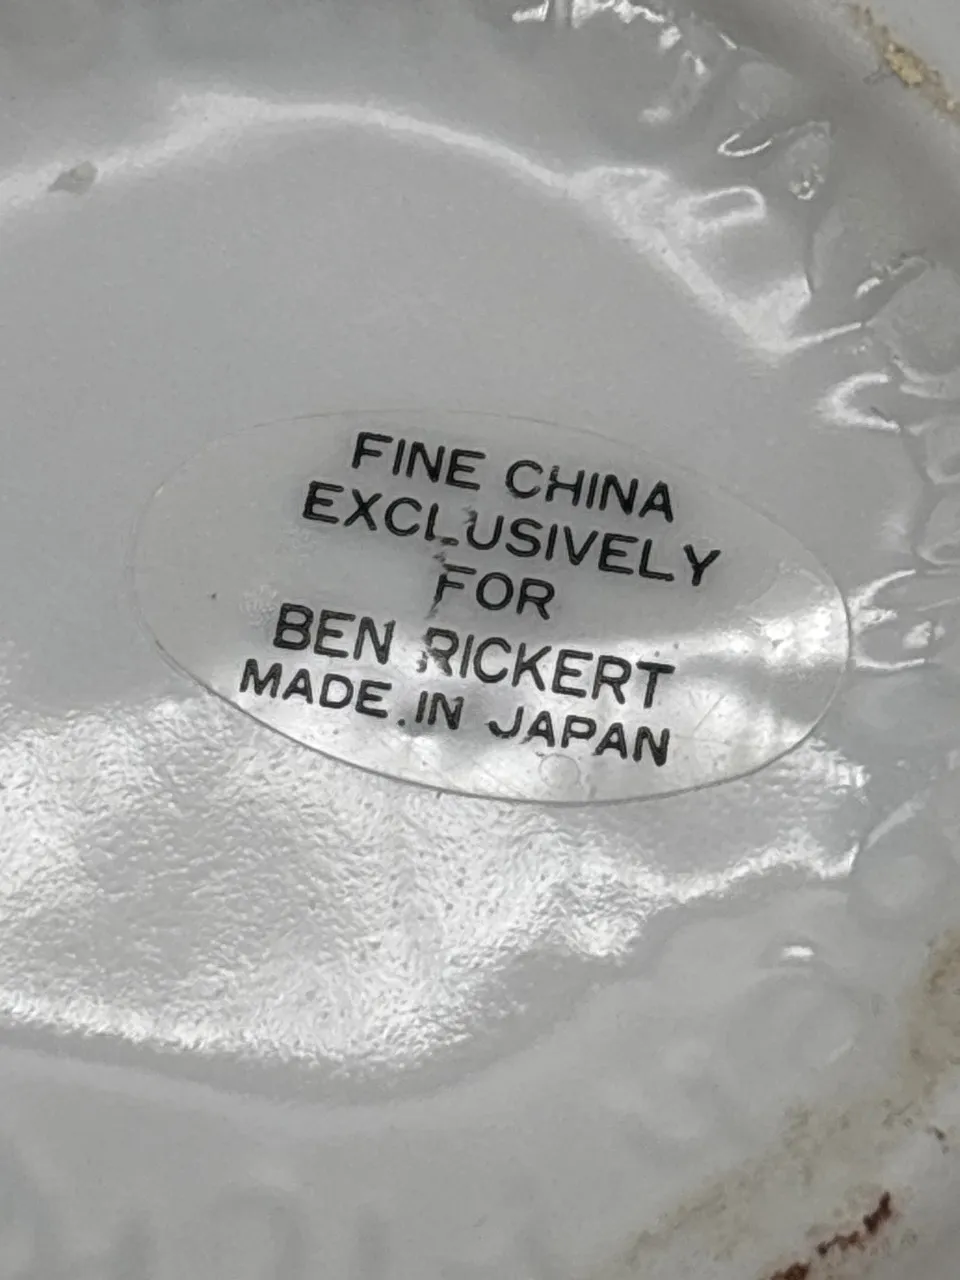 FINE CHINA
EXCLUSIVELY
FOR
BEN RICKERT
MADE IN JAPAN